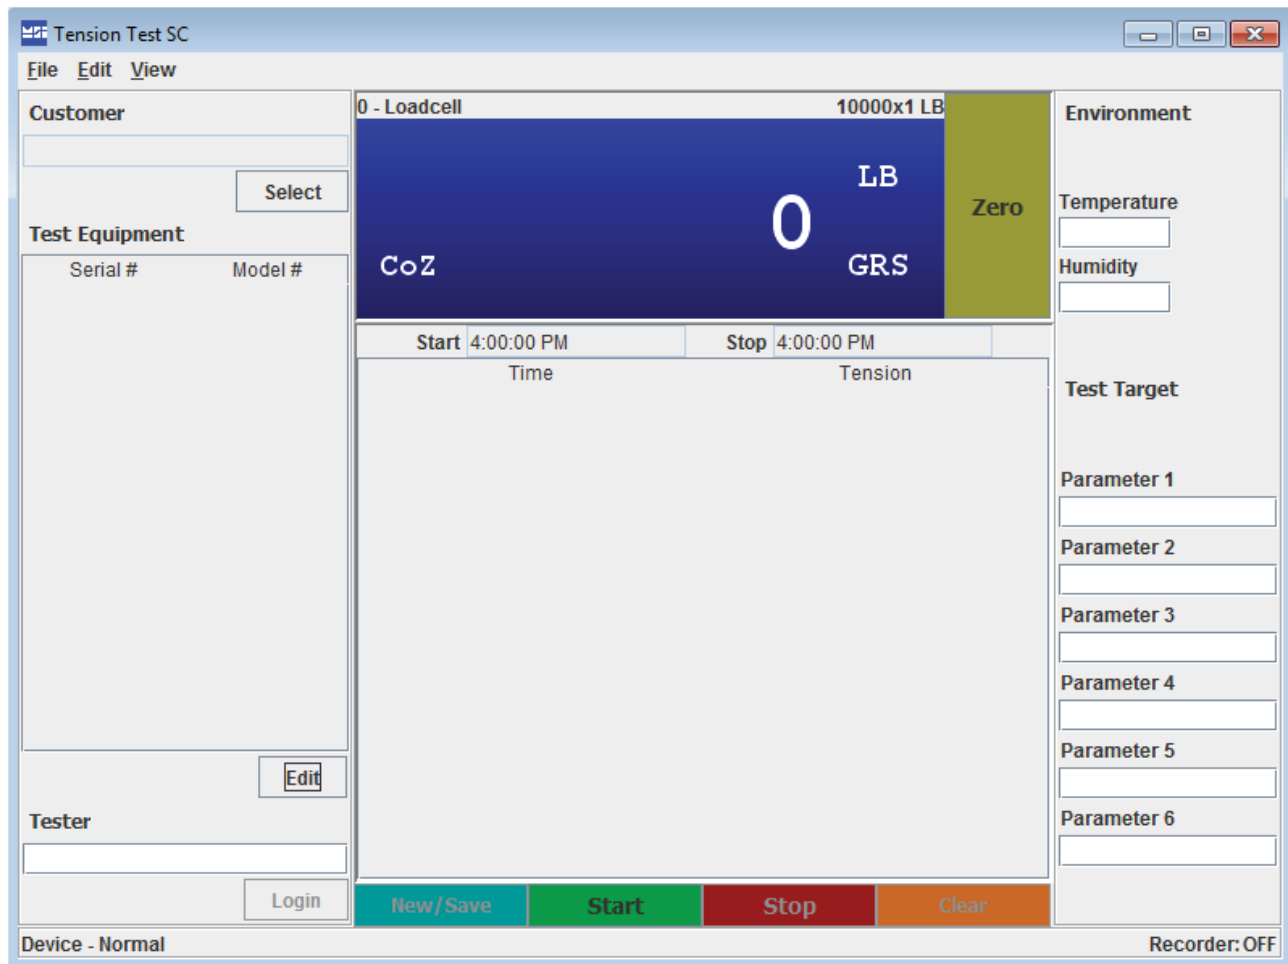 MSI Tension Test SC
File Edit View
Customer
Select
Test Equipment
Serial # Model #
Edit
Tester
Login
0 - Loadcell 10000x1 LB
LB
0
CoZ GRS
Zero
Start 4:00:00 PM Stop 4:00:00 PM
Time Tension
New/Save Start Stop Clear
Environment
Temperature
Humidity
Test Target
Parameter 1
Parameter 2
Parameter 3
Parameter 4
Parameter 5
Parameter 6
Device - Normal Recorder: OFF